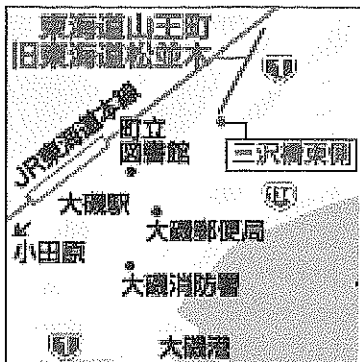 東海道山王町
旧東海道松並木
JR東海道本線
町立
図書館
三沢橋東側
大磯駅
小田原
大磯郵便局
大磯消防署
大磯港